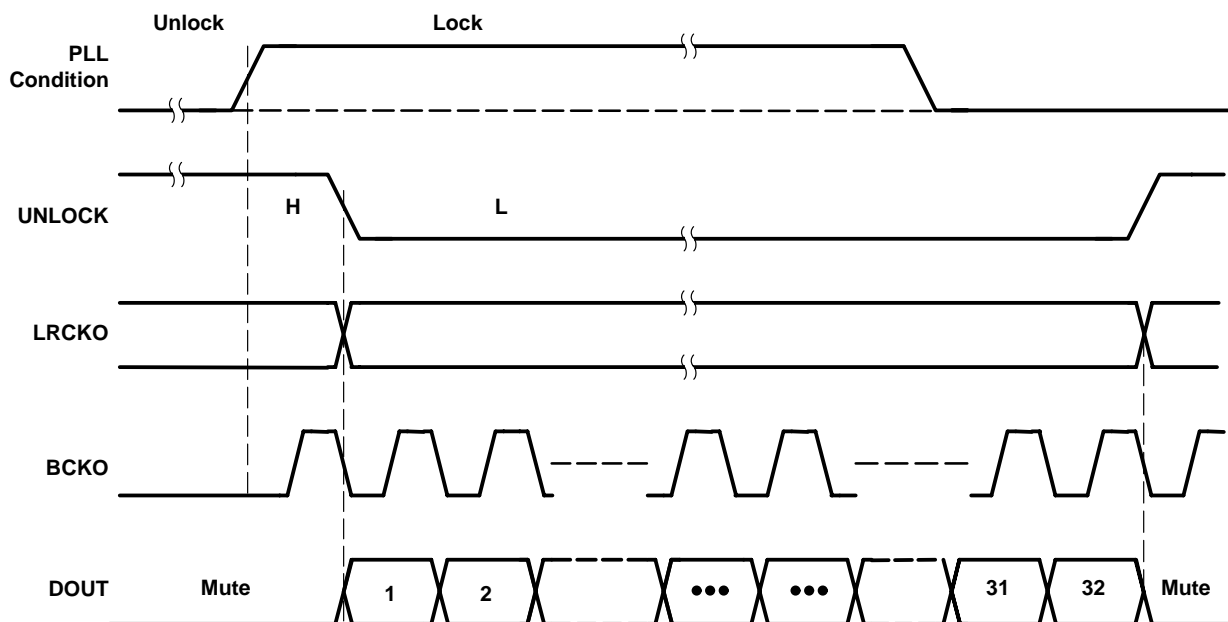 Unlock
Lock
PLL
Condition
H
L
UNLOCK
LRCKO
BCKO
DOUT
Mute
1
2
•••
•••
31
32
Mute